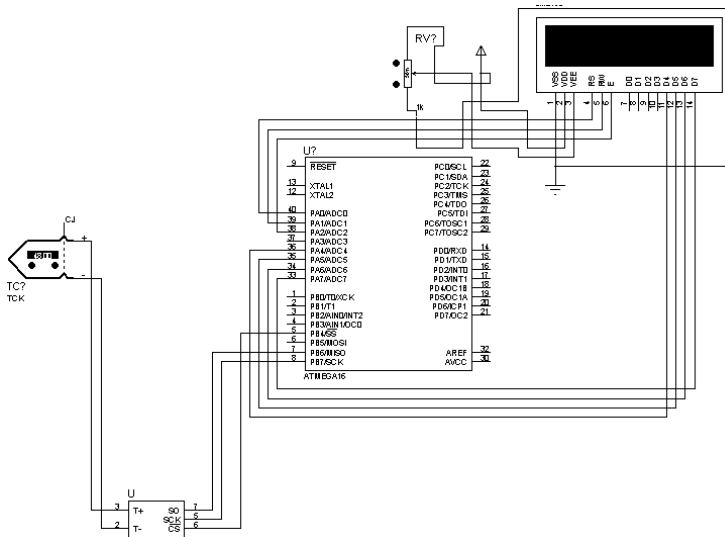 RV?
1k
VSS
VDD
VEE
RS
RW
E
D0
D1
D2
D3
D4
D5
D6
D7
1
2
3
4
5
6
7
8
9
10
11
12
13
14
U?
9 RESET PC0/SCL 22
PC1/SDA 23
13 XTAL1 PC2/TCK 24
12 XTAL2 PC3/TMS 25
PC4/TDO 26
40 PA0/ADC0 PC5/TDI 27
39 PA1/ADC1 PC6/TOSC1 28
38 PA2/ADC2 PC7/TOSC2 29
37 PA3/ADC3
36 PA4/ADC4 PD0/RXD 14
35 PA5/ADC5 PD1/TXD 15
34 PA6/ADC6 PD2/INT0 16
33 PA7/ADC7 PD3/INT1 17
PD4/OC1B 18
1 PB0/T0/XCK PD5/OC1A 19
2 PB1/T1 PD6/ICP1 20
3 PB2/AIN0/INT2 PD7/OC2 21
4 PB3/AIN1/OC0
5 PB4/SS
6 PB5/MOSI
7 PB6/MISO AREF 32
8 PB7/SCK AVCC 30
ATMEGA16
CJ
+
-
TC?
TCK
U
3 T+ SO 7
SCK 5
2 T- CS 6